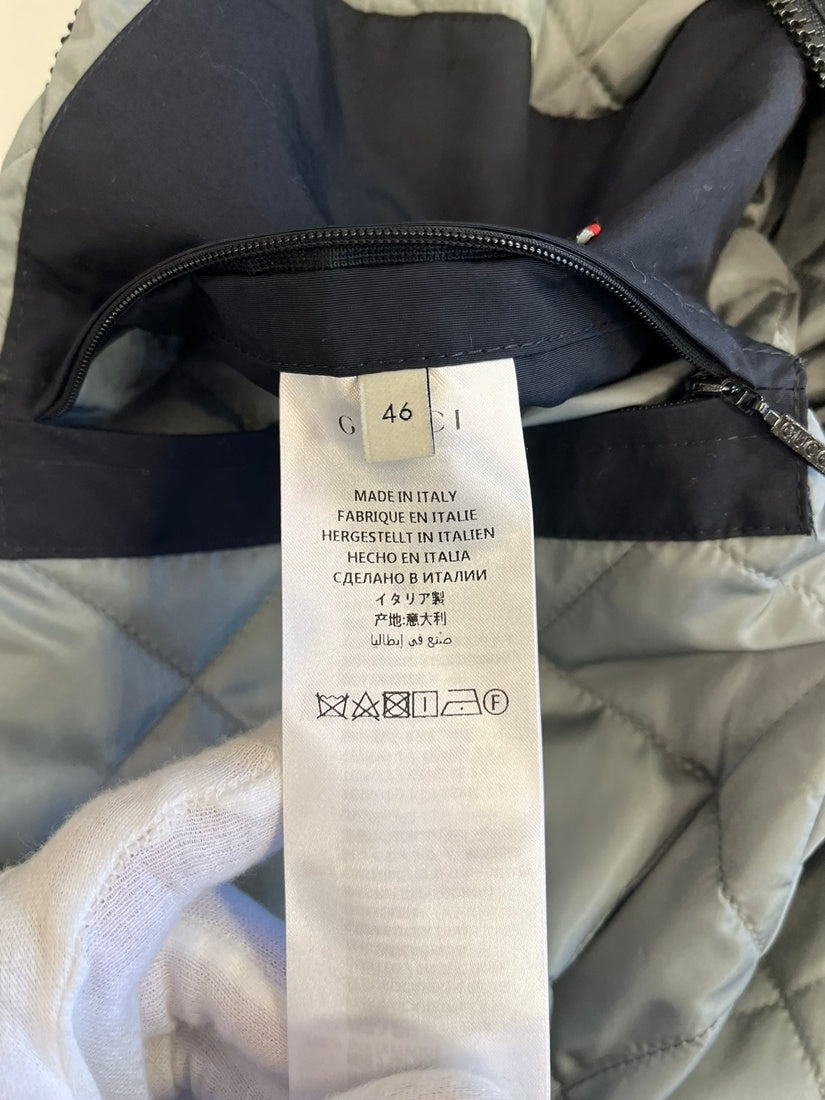 46
MADE IN ITALY
FABRIQUE EN ITALIE
HERGESTELLT IN ITALIEN
HECHO EN ITALIA
СДЕЛАНО В ИТАЛИИ
イタリア製
产地:意大利
صنع في إيطاليا
F